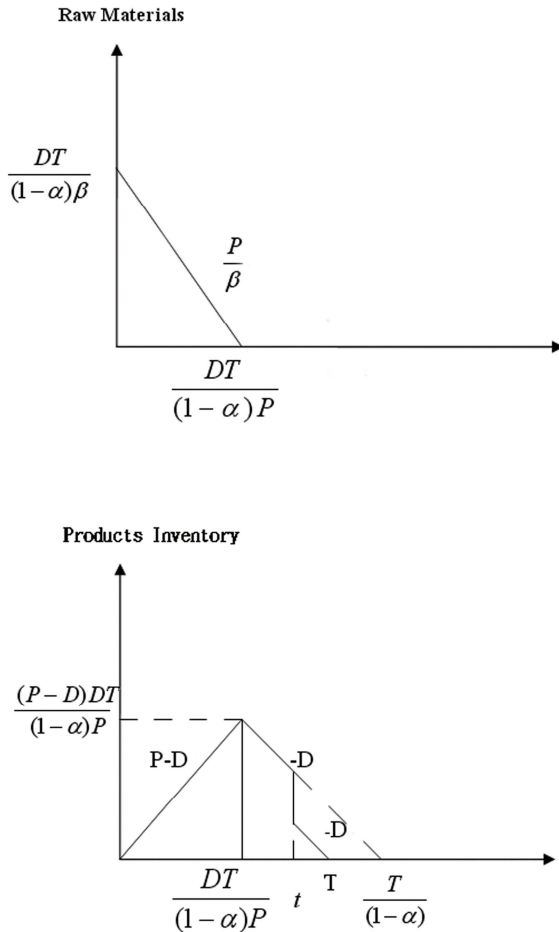 Raw Materials
DT
(1−α)β
P
β
DT
(1−α)P
Products Inventory
(P−D)DT
(1−α)P
P-D
-D
-D
DT
(1−α)P
t
T
T
(1−α)